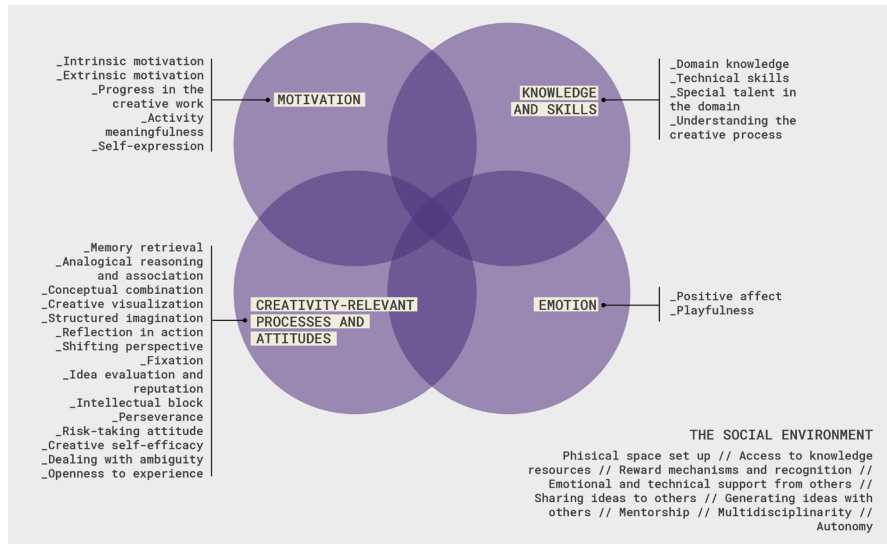 _Intrinsic motivation
_Extrinsic motivation
_Progress in the
creative work
_Activity
meaningfulness
_Self-expression
MOTIVATION
KNOWLEDGE
AND SKILLS
_Domain knowledge
_Technical skills
_Special talent in
the domain
_Understanding the
creative process
_Memory retrieval
_Analogical reasoning
and association
_Conceptual combination
_Creative visualization
_Structured imagination
_Reflection in action
_Shifting perspective
_Fixation
_Idea evaluation and
reputation
_Intellectual block
_Perseverance
_Risk-taking attitude
_Creative self-efficacy
_Dealing with ambiguity
_Openness to experience
CREATIVITY-RELEVANT
PROCESSES AND
ATTITUDES
EMOTION
_Positive affect
_Playfulness
THE SOCIAL ENVIRONMENT
Phisical space set up // Access to knowledge
resources // Reward mechanisms and recognition //
Emotional and technical support from others //
Sharing ideas to others // Generating ideas with
others // Mentorship // Multidisciplinarity //
Autonomy